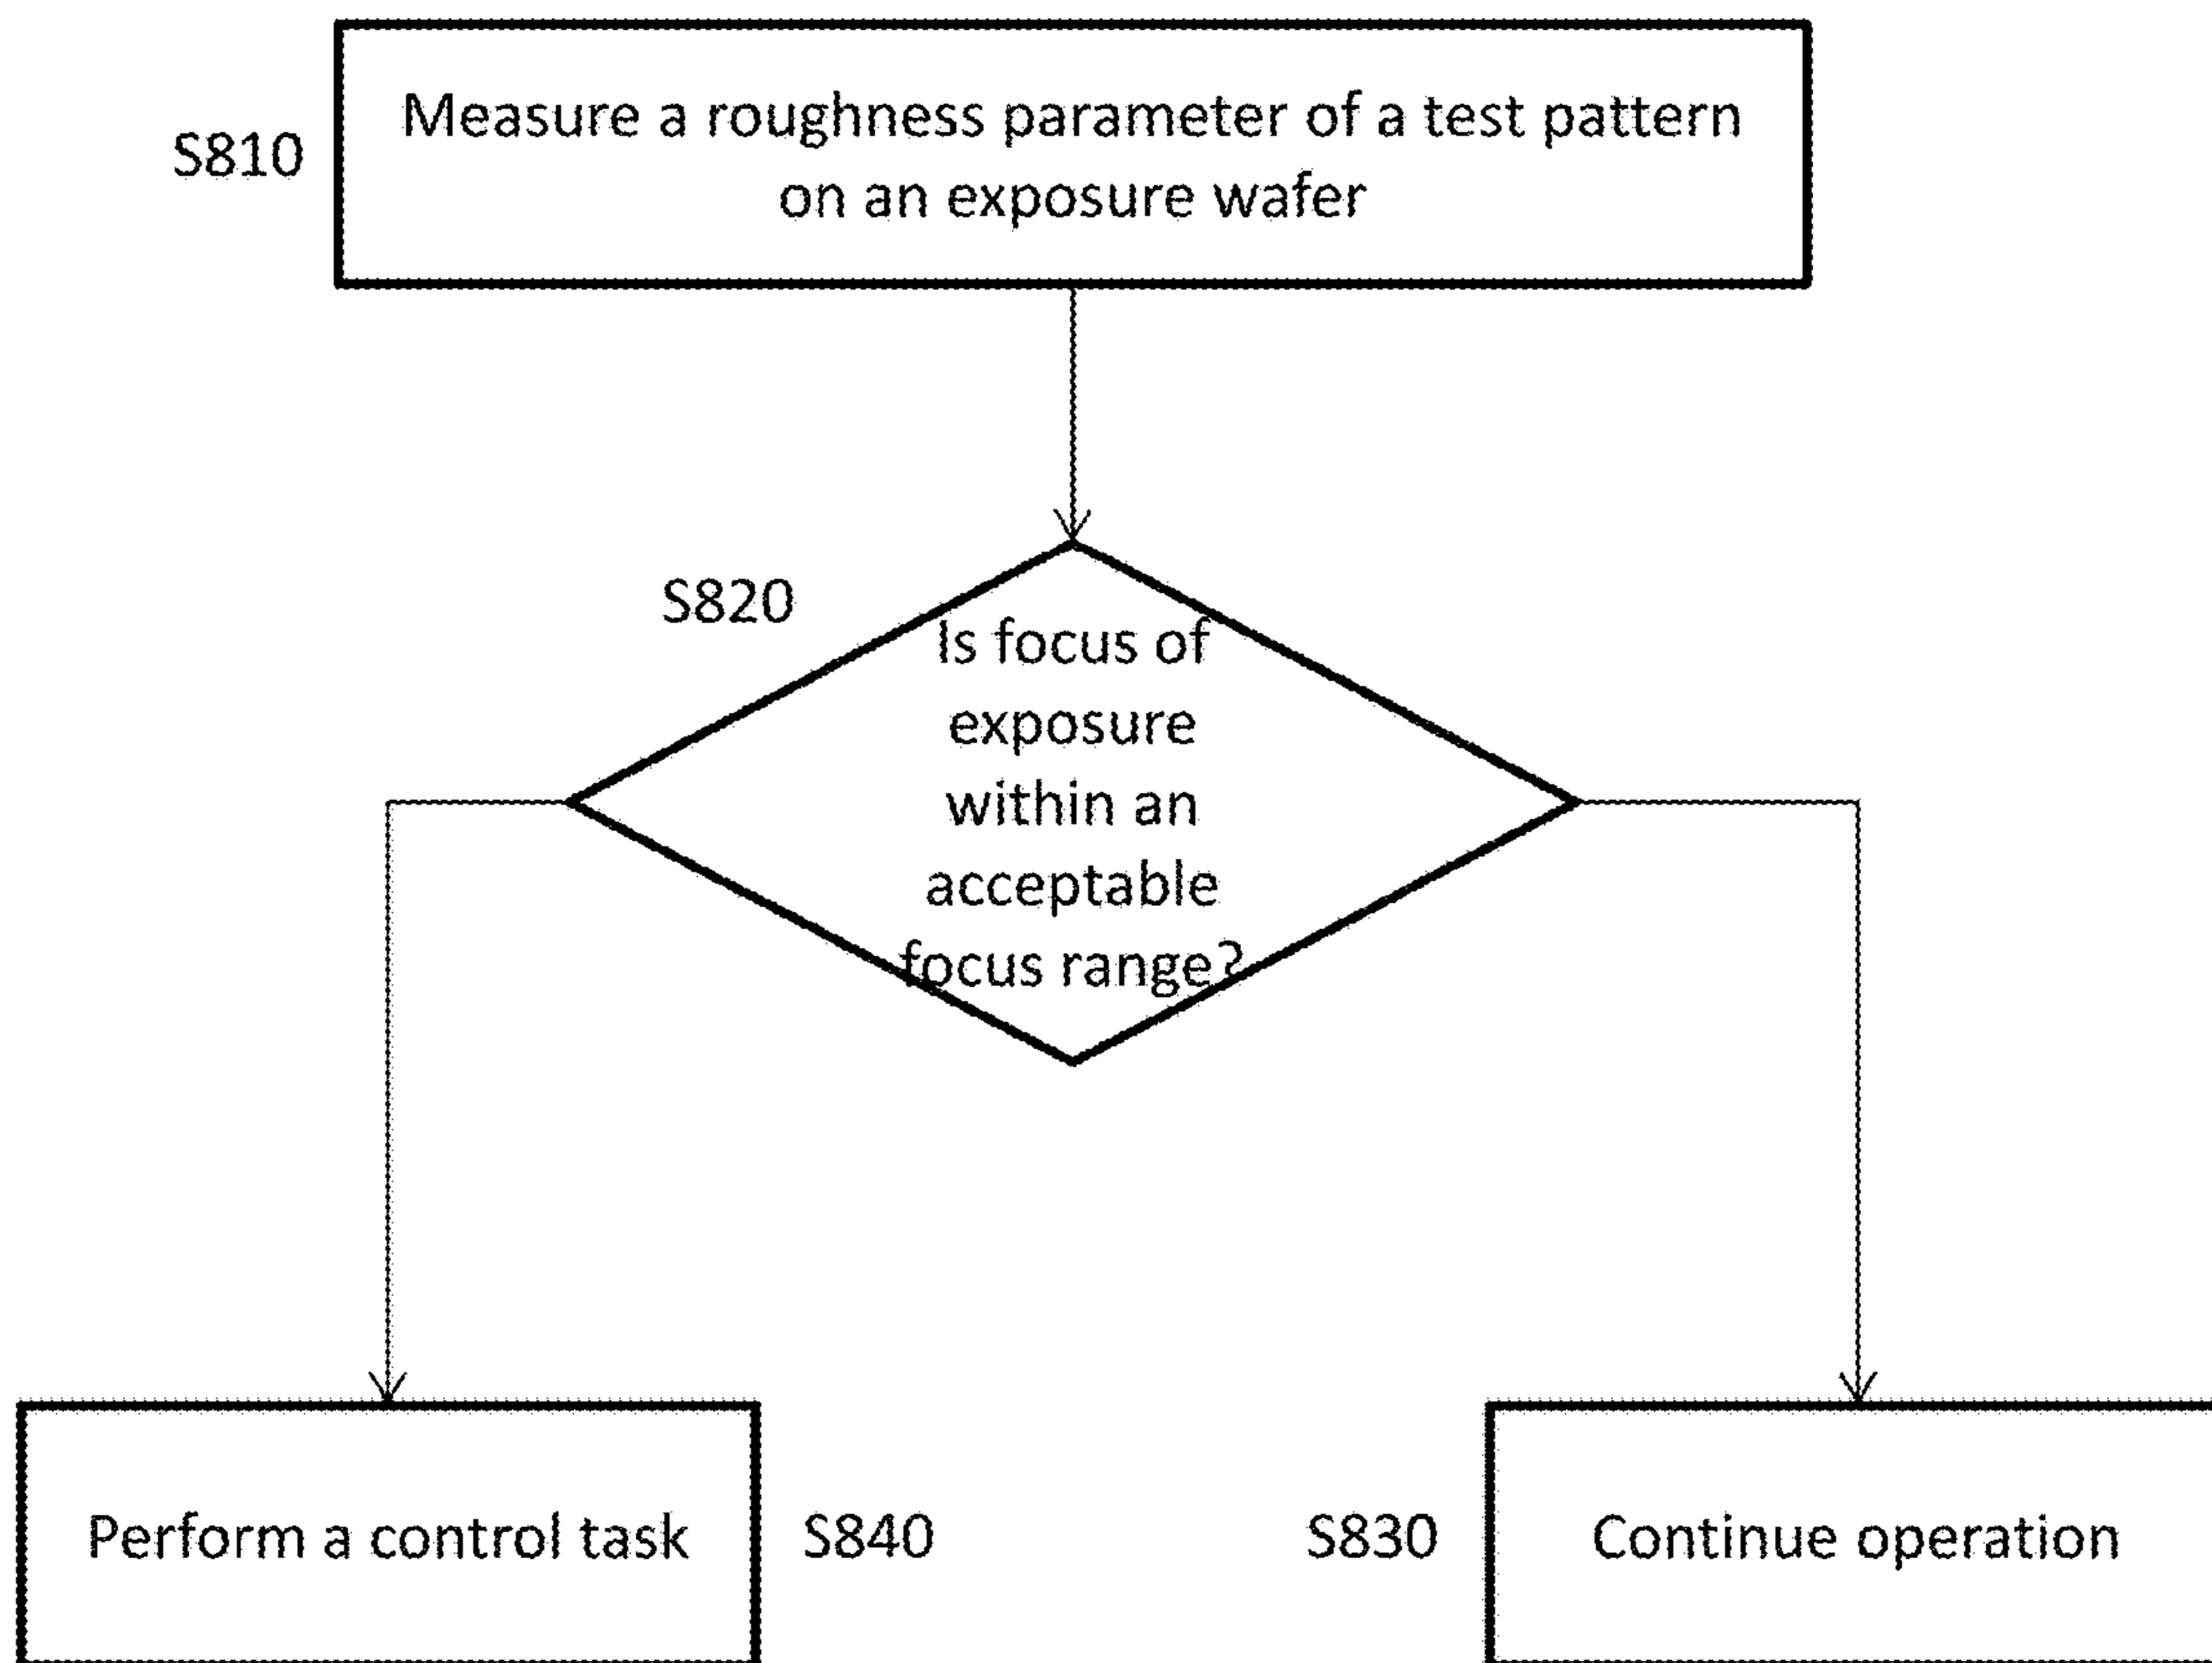 S810
Measure a roughness parameter of a test pattern
on an exposure wafer
S820
Is focus of
exposure
within an
acceptable
focus range?
Perform a control task
S840
S830
Continue operation